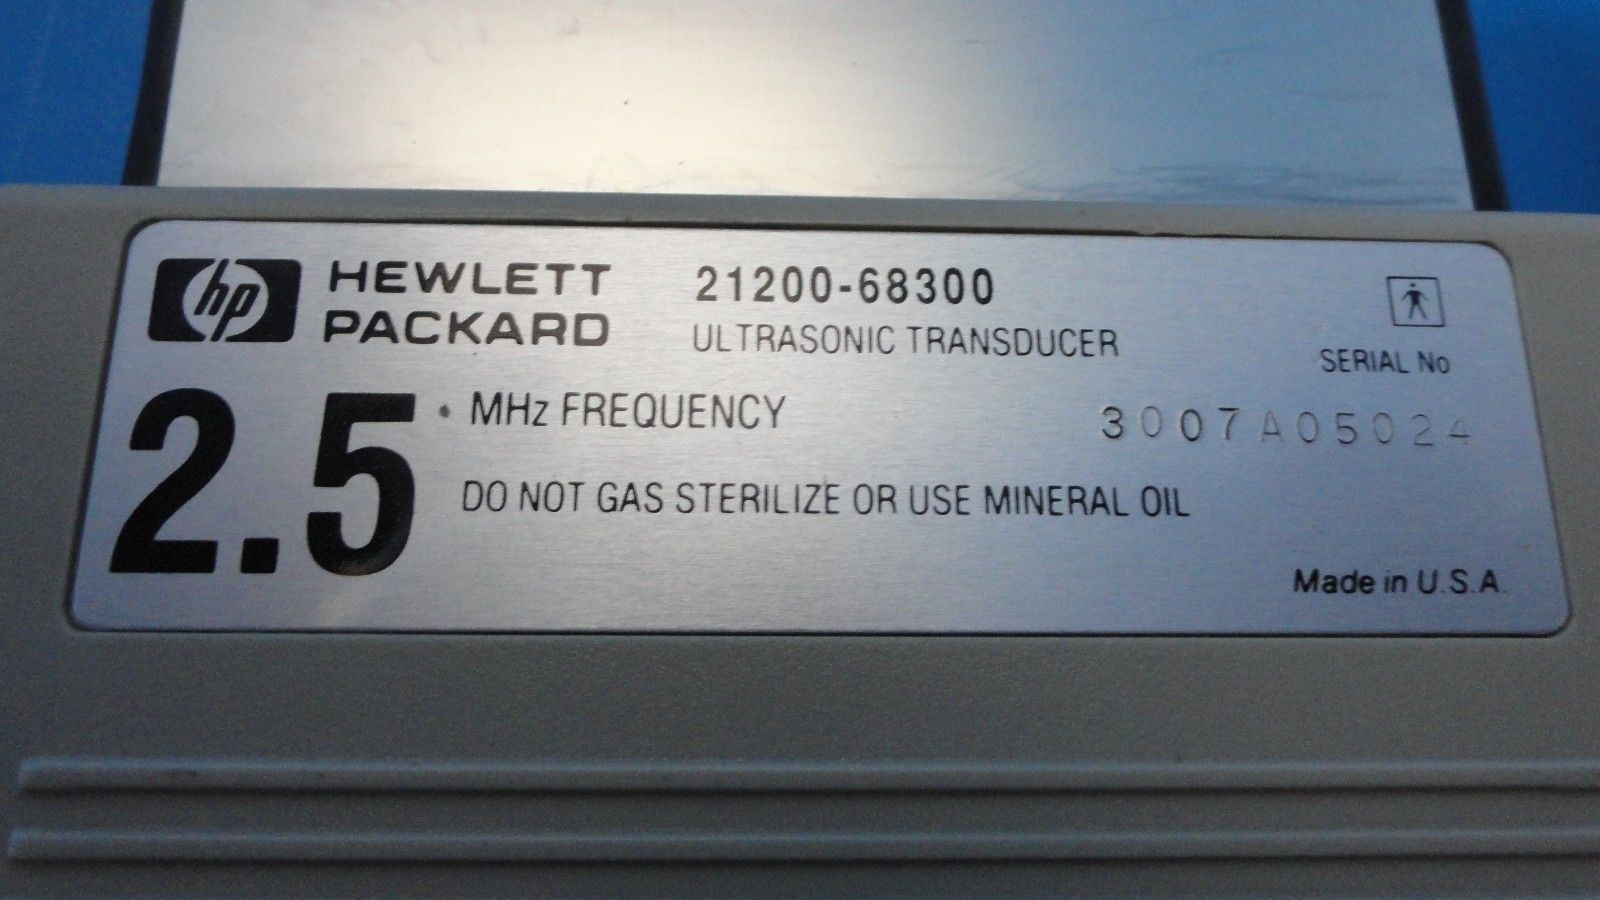 hp HEWLETT PACKARD
21200-68300
ULTRASONIC TRANSDUCER
SERIAL No
2.5 MHz FREQUENCY
3007A05024
DO NOT GAS STERILIZE OR USE MINERAL OIL
Made in U.S.A.